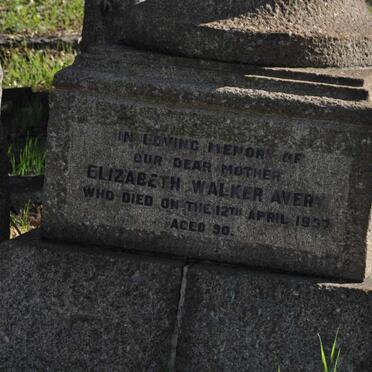 IN LOVING MEMORY OF
OUR DEAR MOTHER
ELIZABETH WALKER AVERY
WHO DIED ON THE 12TH APRIL 1937
AGED 90.